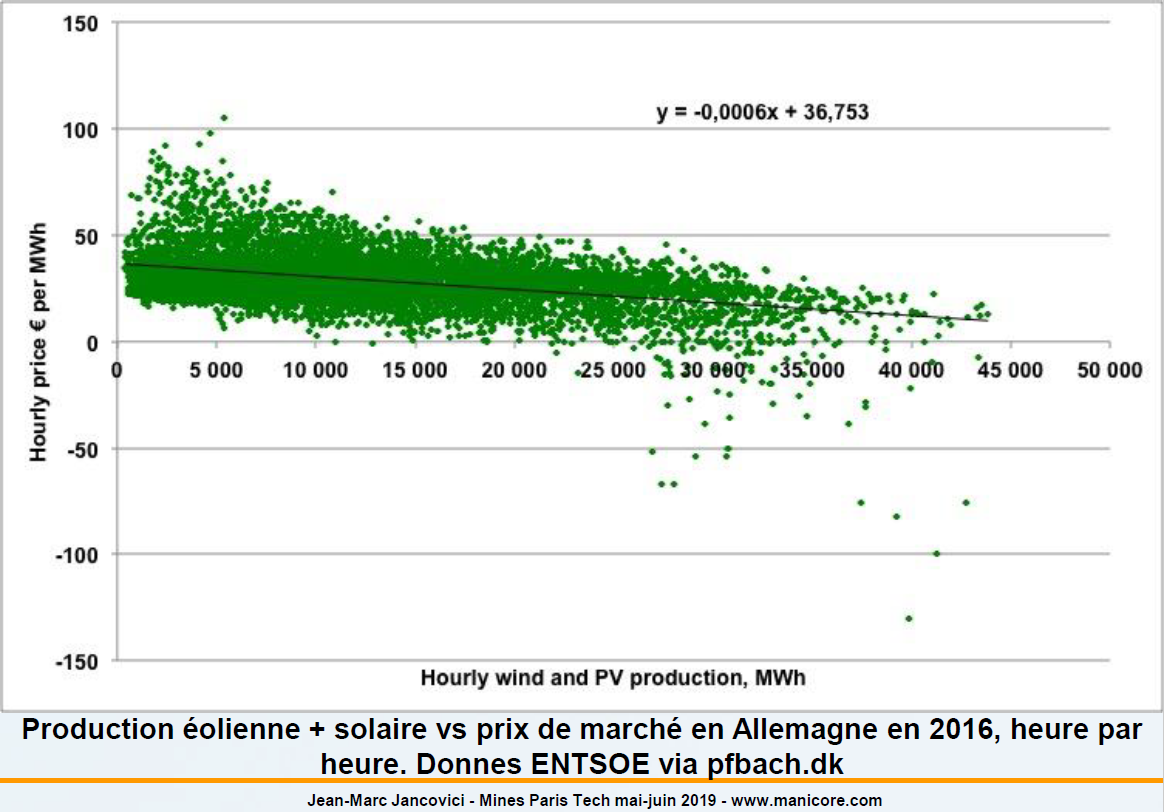 150
y = -0,0006x + 36,753
100
50
0
0 5 000 10 000 15 000 20 000 25 000 30 000 35 000 40 000 45 000 50 000
-50
-100
-150
Hourly price € per MWh
Hourly wind and PV production, MWh
Production éolienne + solaire vs prix de marché en Allemagne en 2016, heure par
heure. Donnes ENTSOE via pfbach.dk
Jean-Marc Jancovici - Mines Paris Tech mai-juin 2019 - www.manicore.com